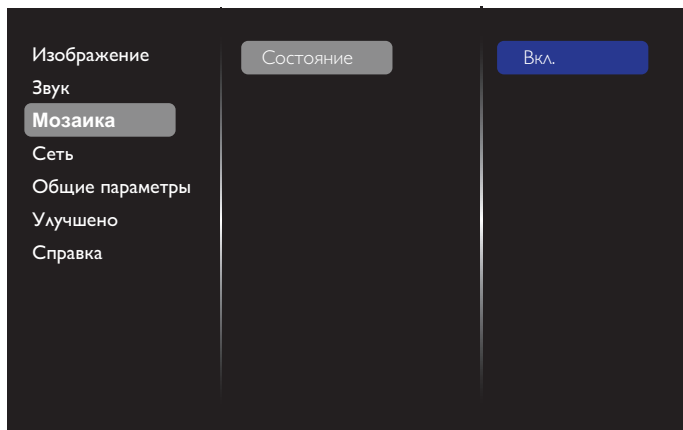 Изображение
Звук
Мозаика
Сеть
Общие параметры
Улучшено
Справка
Состояние
Вкл.